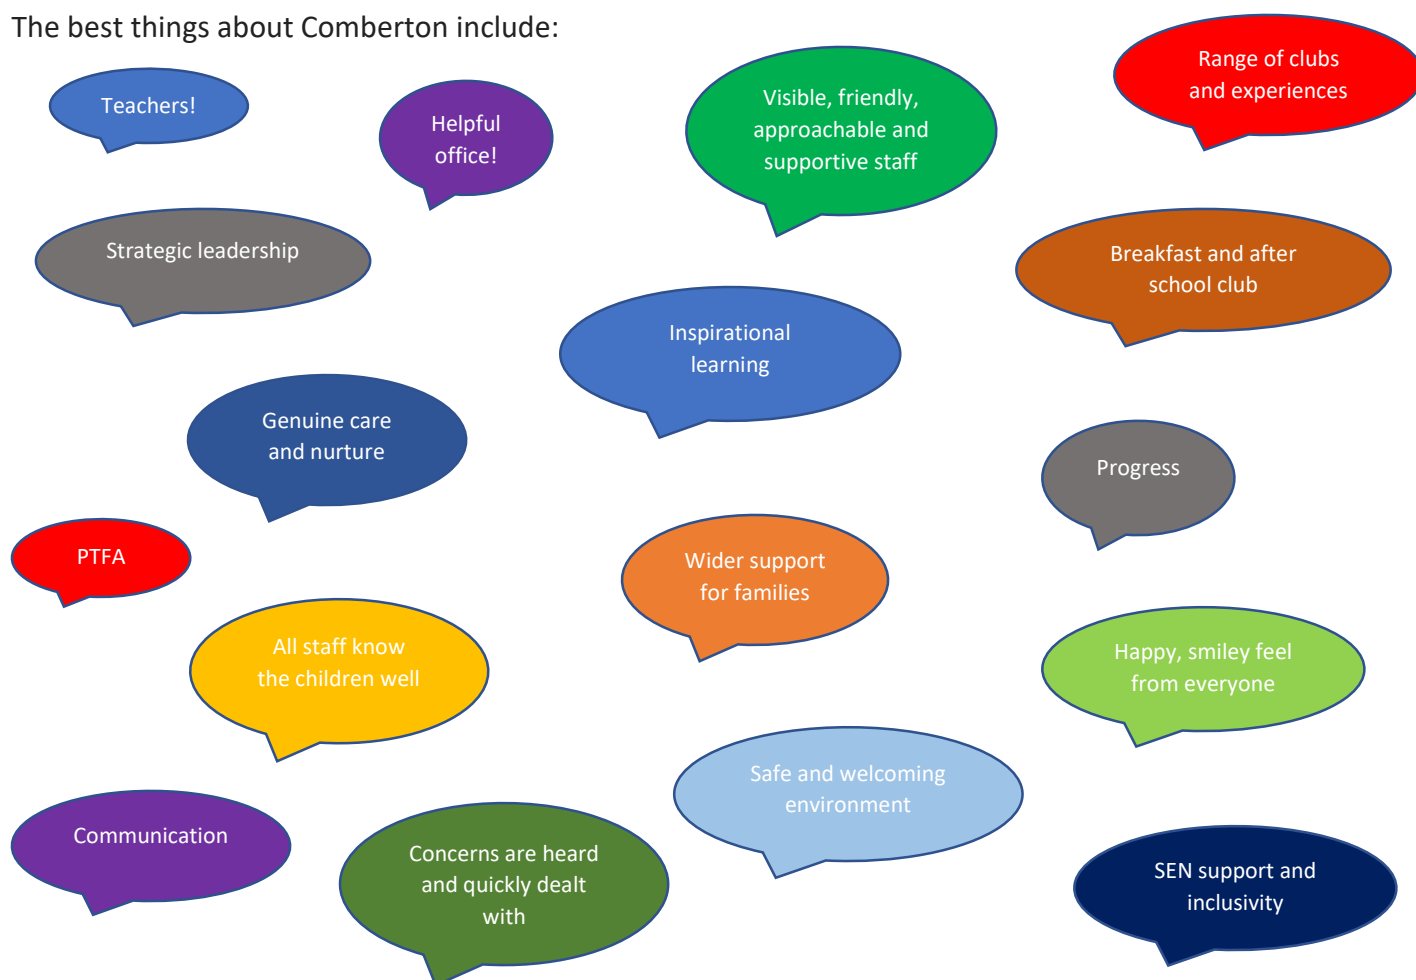 The best things about Comberton include:
Teachers!
Helpful
office!
Visible, friendly,
approachable and
supportive staff
Range of clubs
and experiences
Strategic leadership
Breakfast and after
school club
Inspirational
learning
Genuine care
and nurture
Progress
PTFA
Wider support
for families
All staff know
the children well
Happy, smiley feel
from everyone
Safe and welcoming
environment
Communication
Concerns are heard
and quickly dealt
with
SEN support and
inclusivity